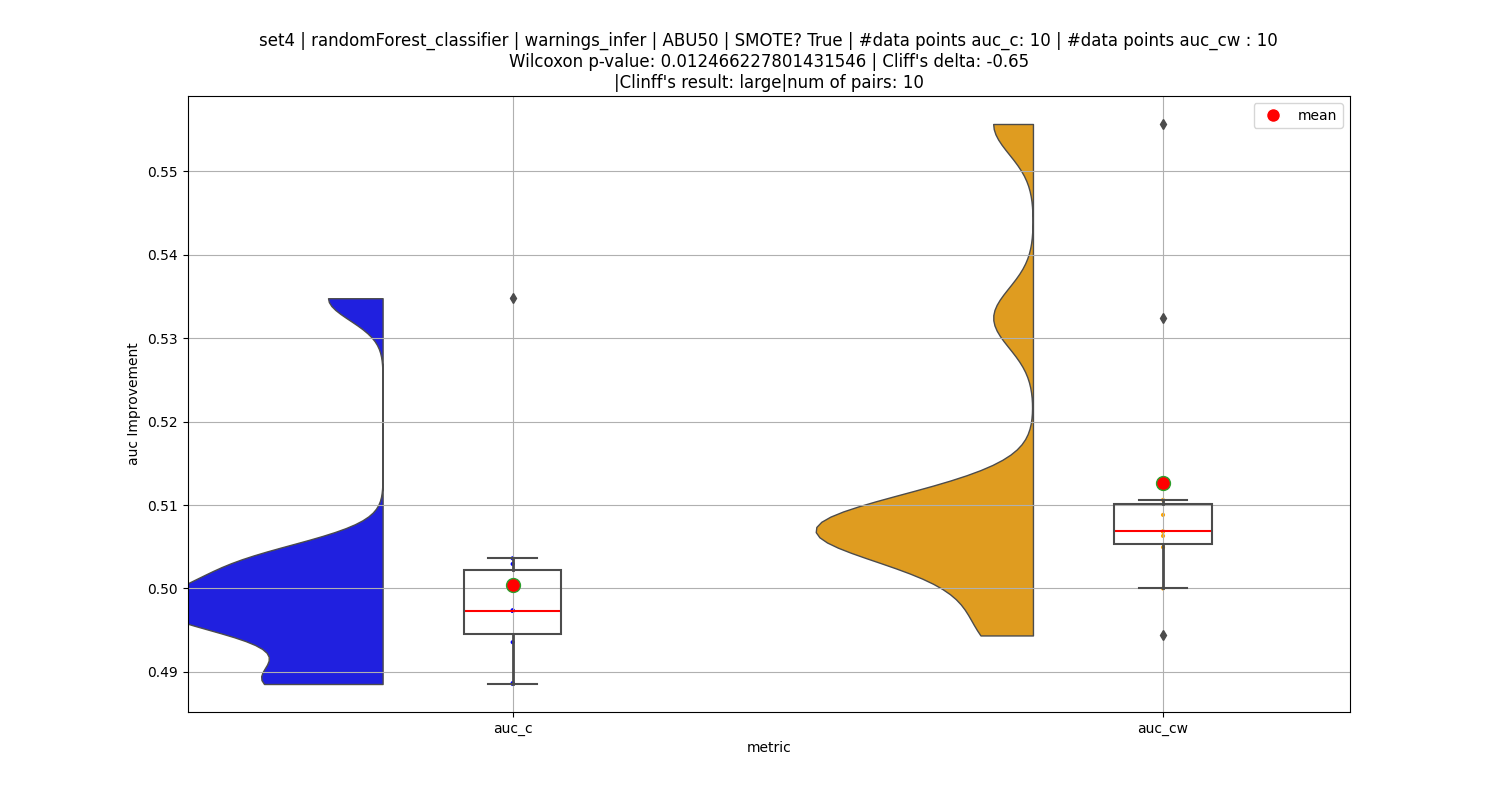 set4 | randomForest_classifier | warnings_infer | ABU50 | SMOTE? True | #data points auc_c: 10 | #data points auc_cw : 10
Wilcoxon p-value: 0.012466227801431546 | Cliff's delta: -0.65
|Clinff's result: large|num of pairs: 10
mean
0.55
0.54
0.53
0.52
0.51
0.50
0.49
auc Improvement
auc_c
auc_cw
metric